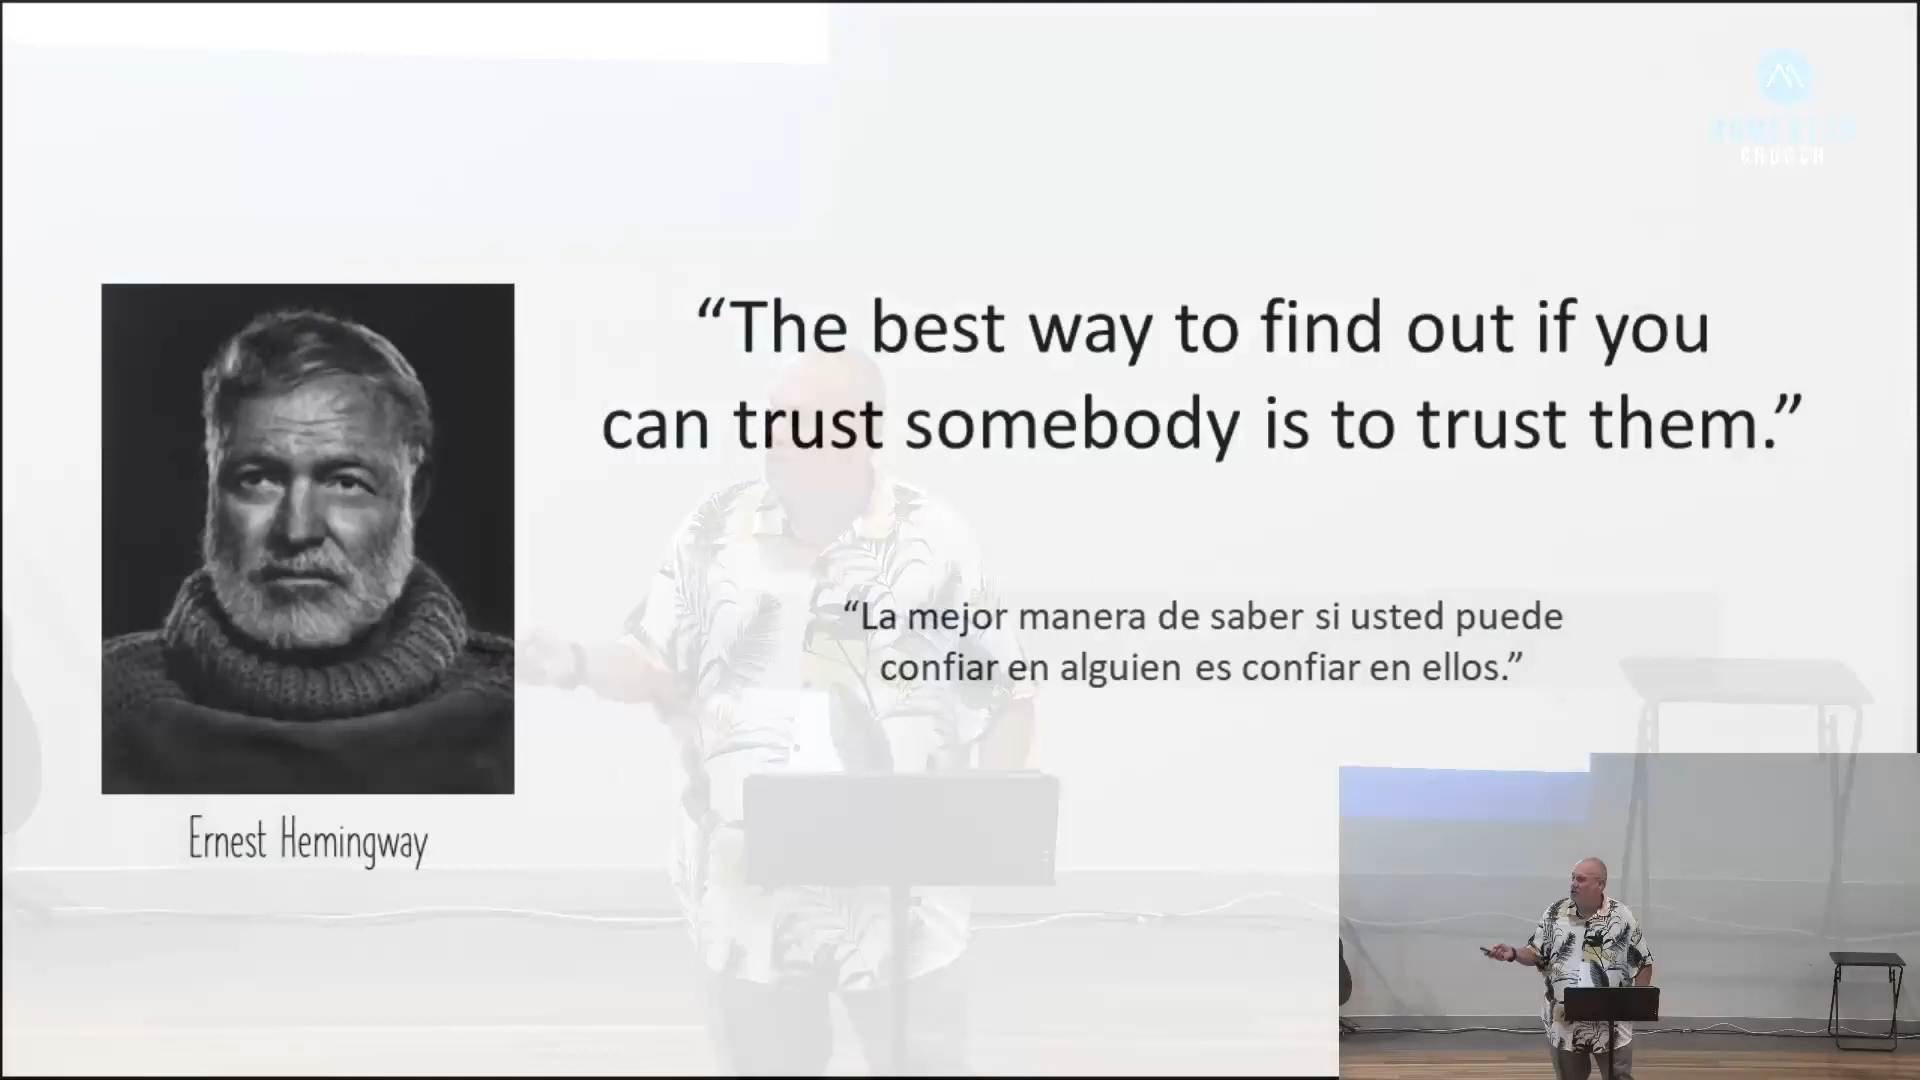 “The best way to find out if you
can trust somebody is to trust them.”
“La mejor manera de saber si usted puede
confiar en alguien es confiar en ellos.”
Ernest Hemingway
CHURCH